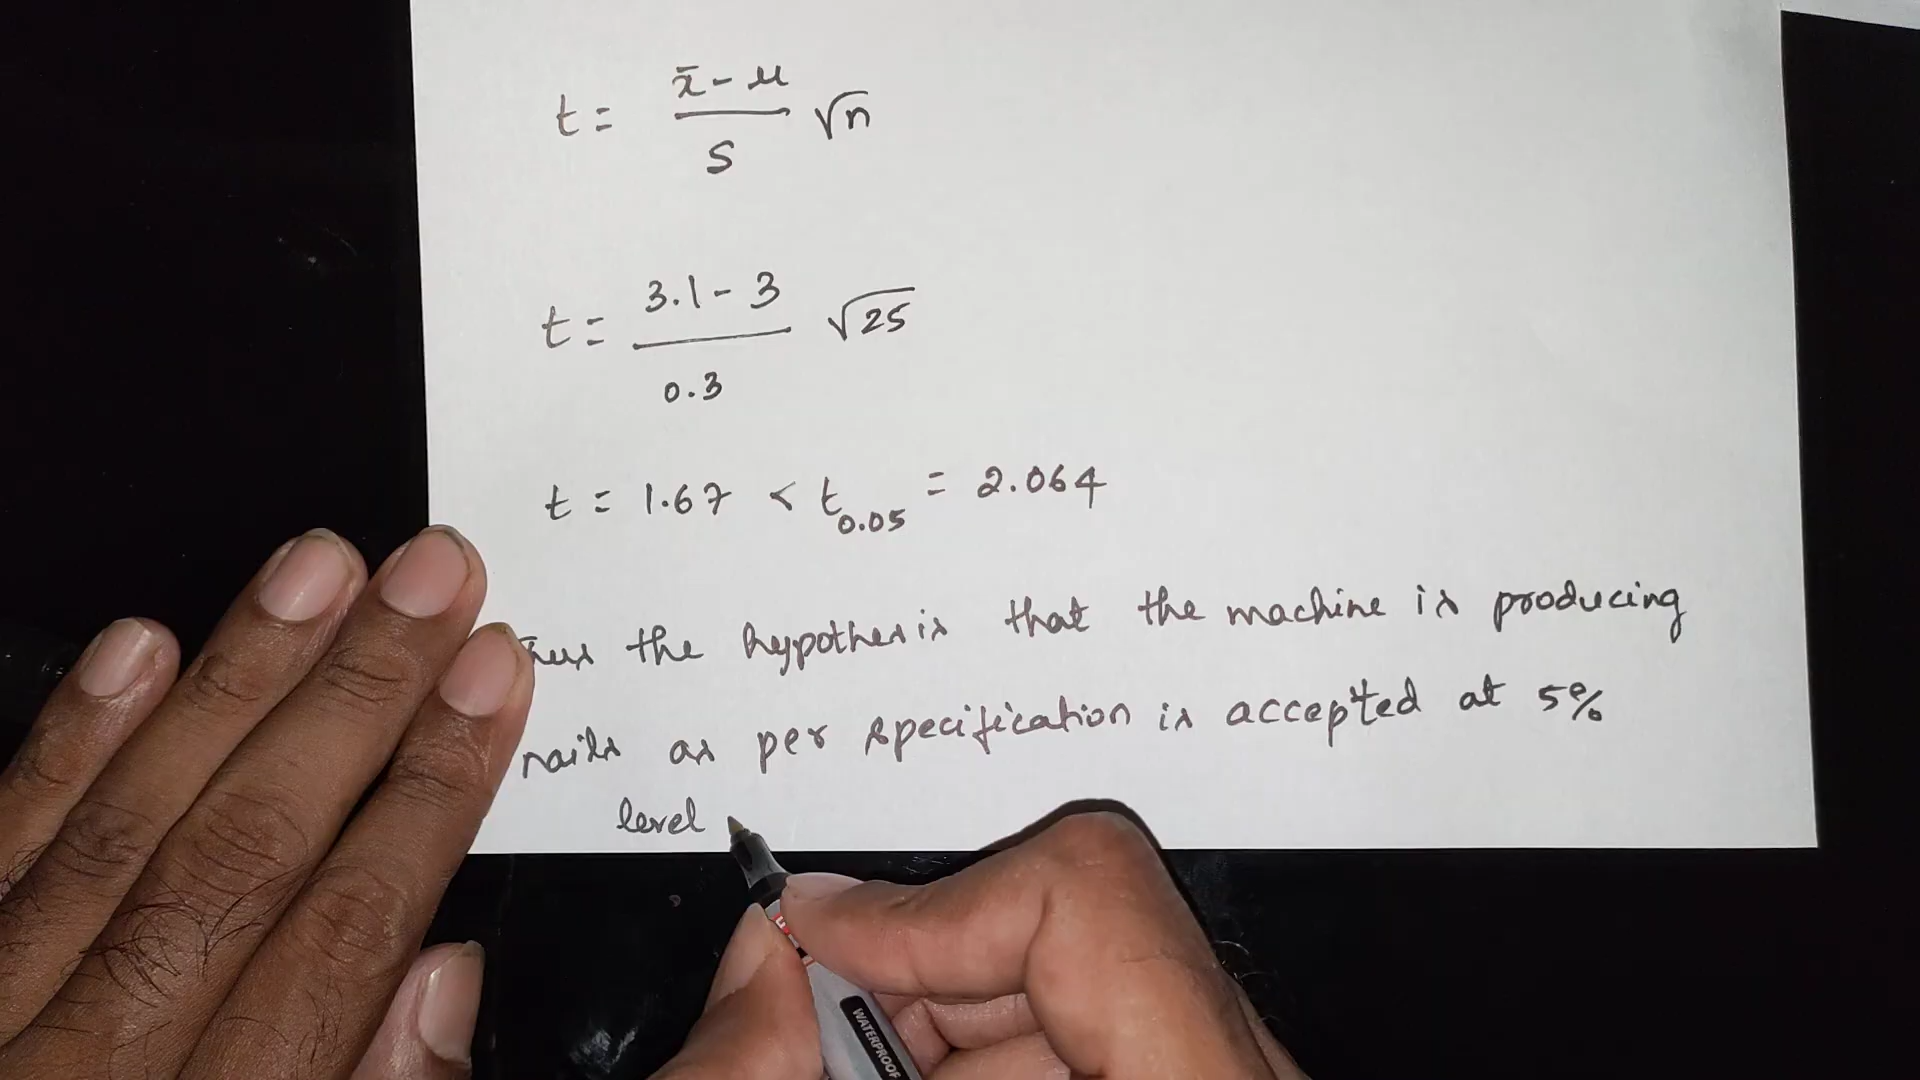 t = x̄ - μ / S √n
t = 3.1 - 3 / 0.3 √25
t = 1.67 < t0.05 = 2.064
Thus the hypothesis that the machine is producing
nails as per specification is accepted at 5%
level
WATERPROOF